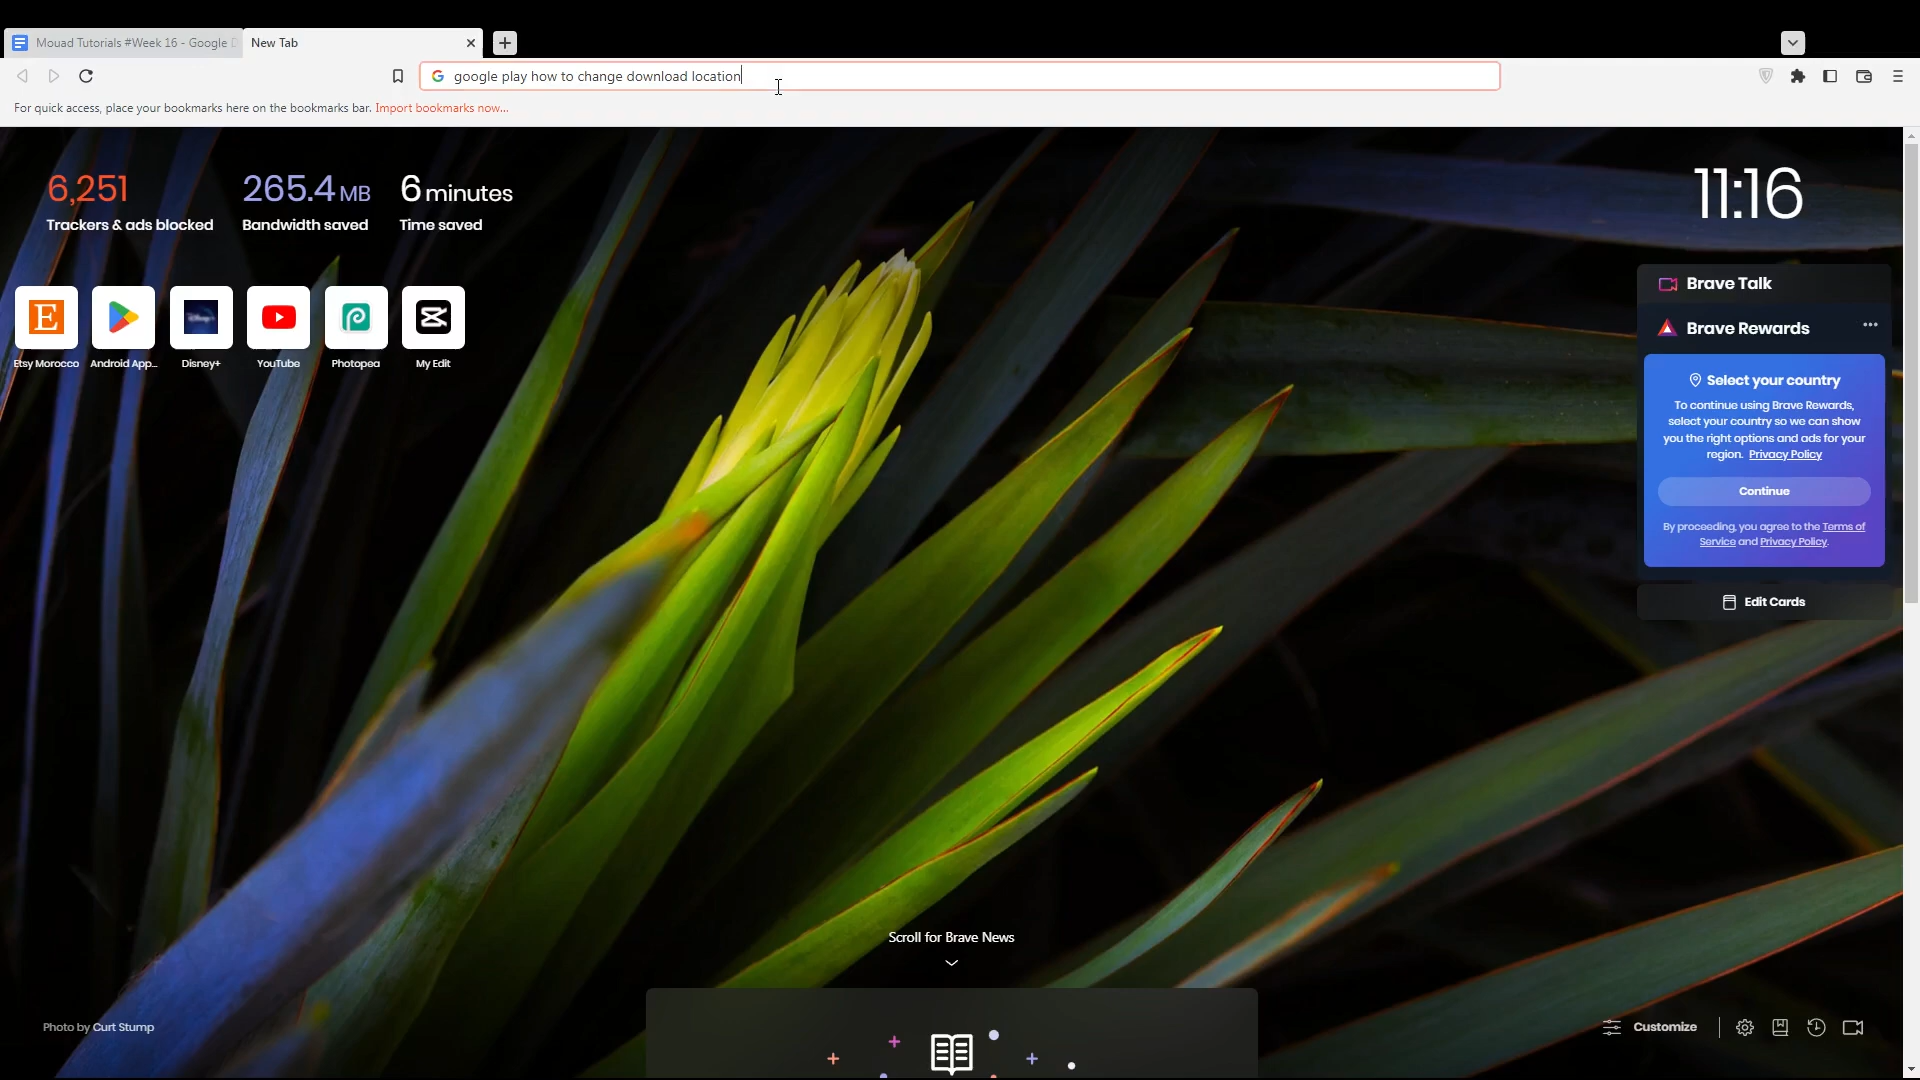 Mouad Tutorials #Week 16 - Google D
New Tab
google play how to change download location
For quick access, place your bookmarks here on the bookmarks bar. Import bookmarks now...
6,251
Trackers & ads blocked
265.4 MB
Bandwidth saved
6 minutes
Time saved
11:16
Etsy Morocco
Android App...
Disney+
YouTube
Photopea
My Edit
Brave Talk
Brave Rewards
Select your country
To continue using Brave Rewards,
select your country so we can show
you the right options and ads for your
region. Privacy Policy
Continue
By proceeding, you agree to the Terms of
Service and Privacy Policy.
Edit Cards
Scroll for Brave News
Photo by Curt Stump
Customize